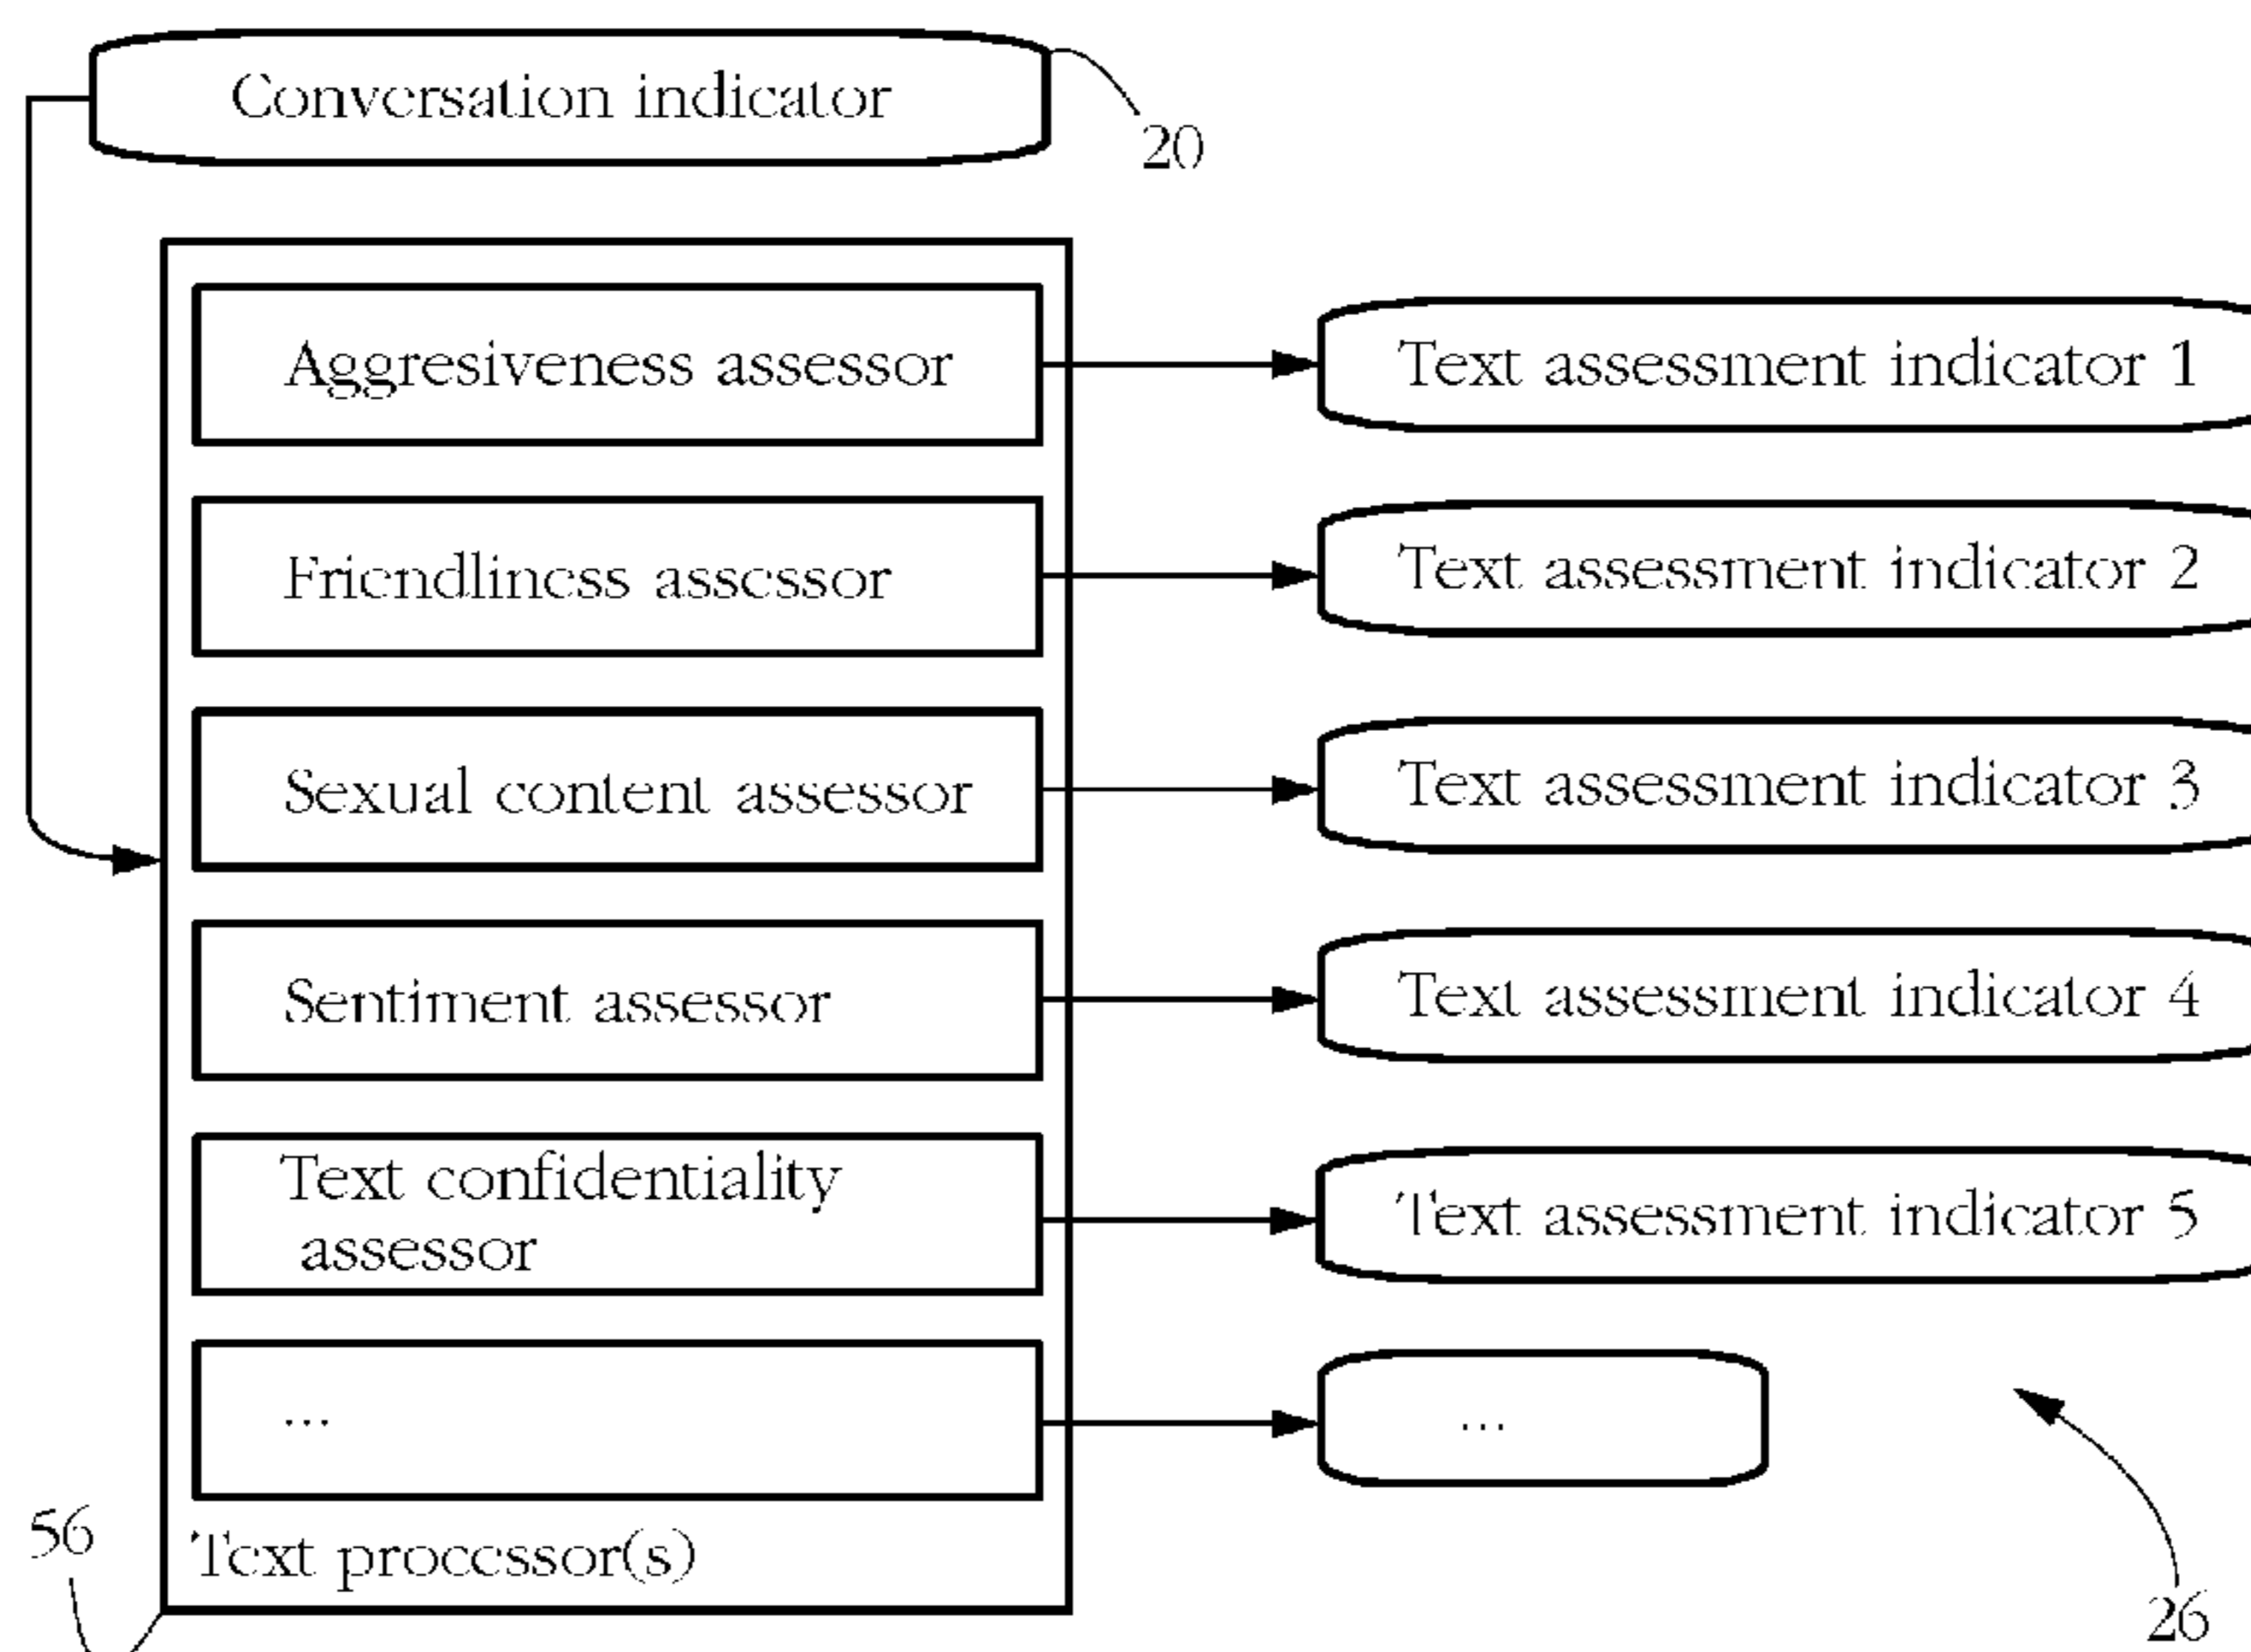 Conversation indicator
20
Aggresiveness assessor
Text assessment indicator 1
Friendliness assessor
Text assessment indicator 2
Sexual content assessor
Text assessment indicator 3
Sentiment assessor
Text assessment indicator 4
Text confidentiality
assessor
Text assessment indicator 5
...
...
56
Text processor(s)
26